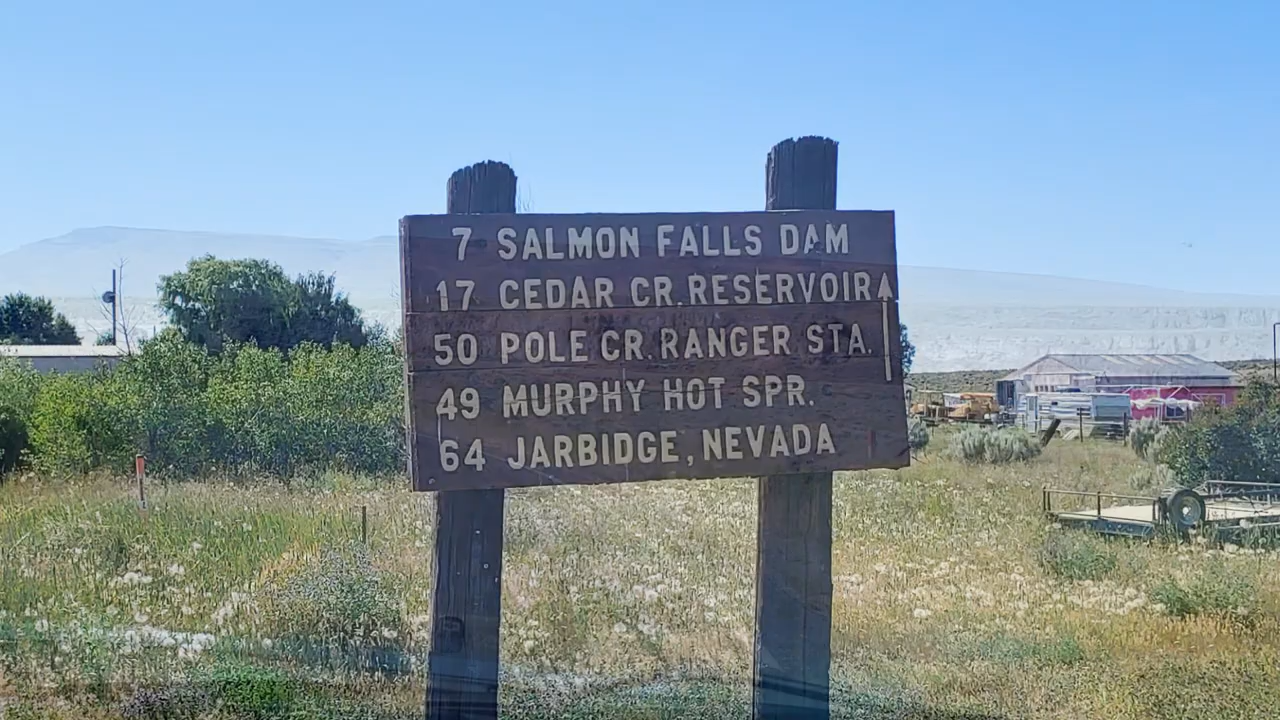 7 SALMON FALLS DAM
17 CEDAR CR. RESERVOIR
50 POLE CR. RANGER STA.
49 MURPHY HOT SPR.
64 JARBIDGE, NEVADA